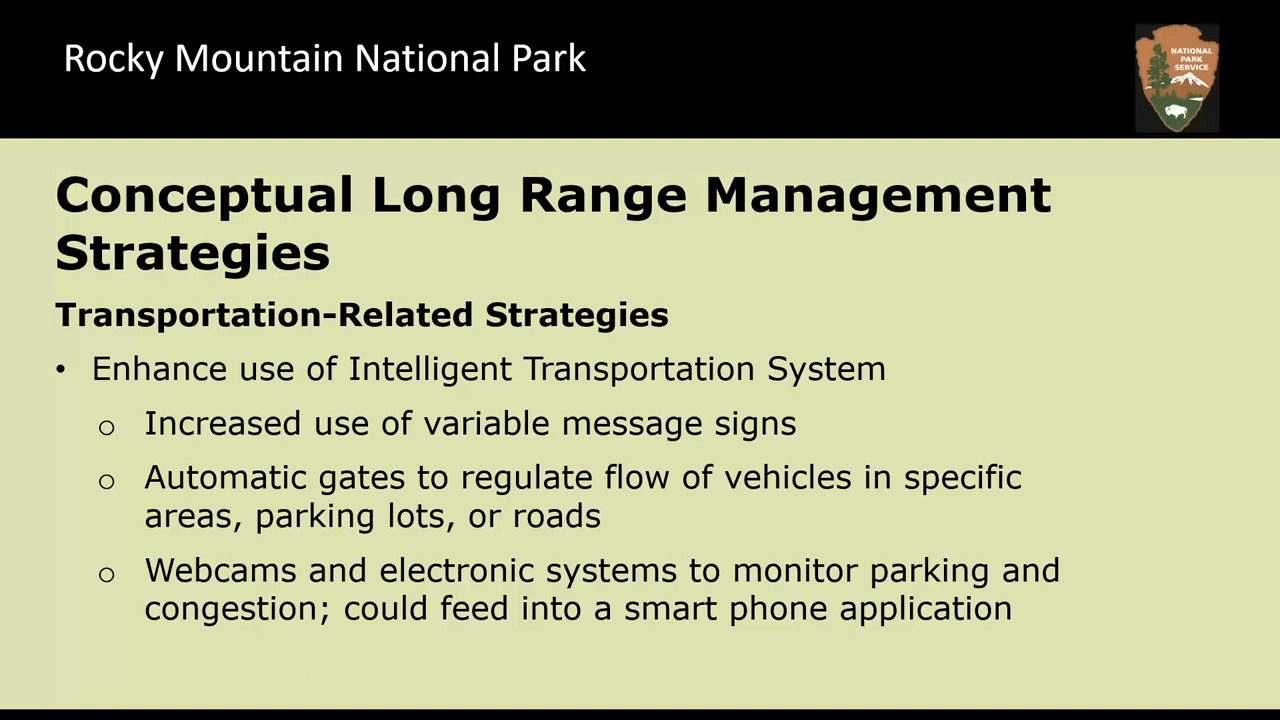 Rocky Mountain National Park
NATIONAL
PARK
SERVICE
Conceptual Long Range Management
Strategies
Transportation-Related Strategies
• Enhance use of Intelligent Transportation System
o Increased use of variable message signs
o Automatic gates to regulate flow of vehicles in specific
areas, parking lots, or roads
o Webcams and electronic systems to monitor parking and
congestion; could feed into a smart phone application